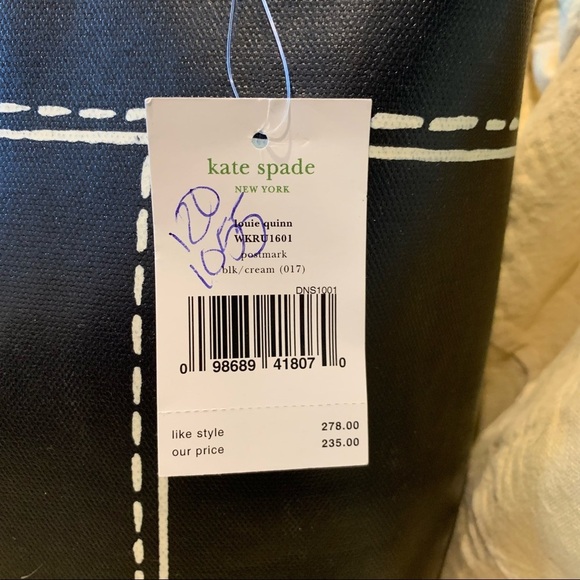 kate spade
NEW YORK
120
louie quinn
WKRU1601
postmark
blk/cream (017)
DNS1001
0 98689 41807 0
like style 278.00
our price 235.00